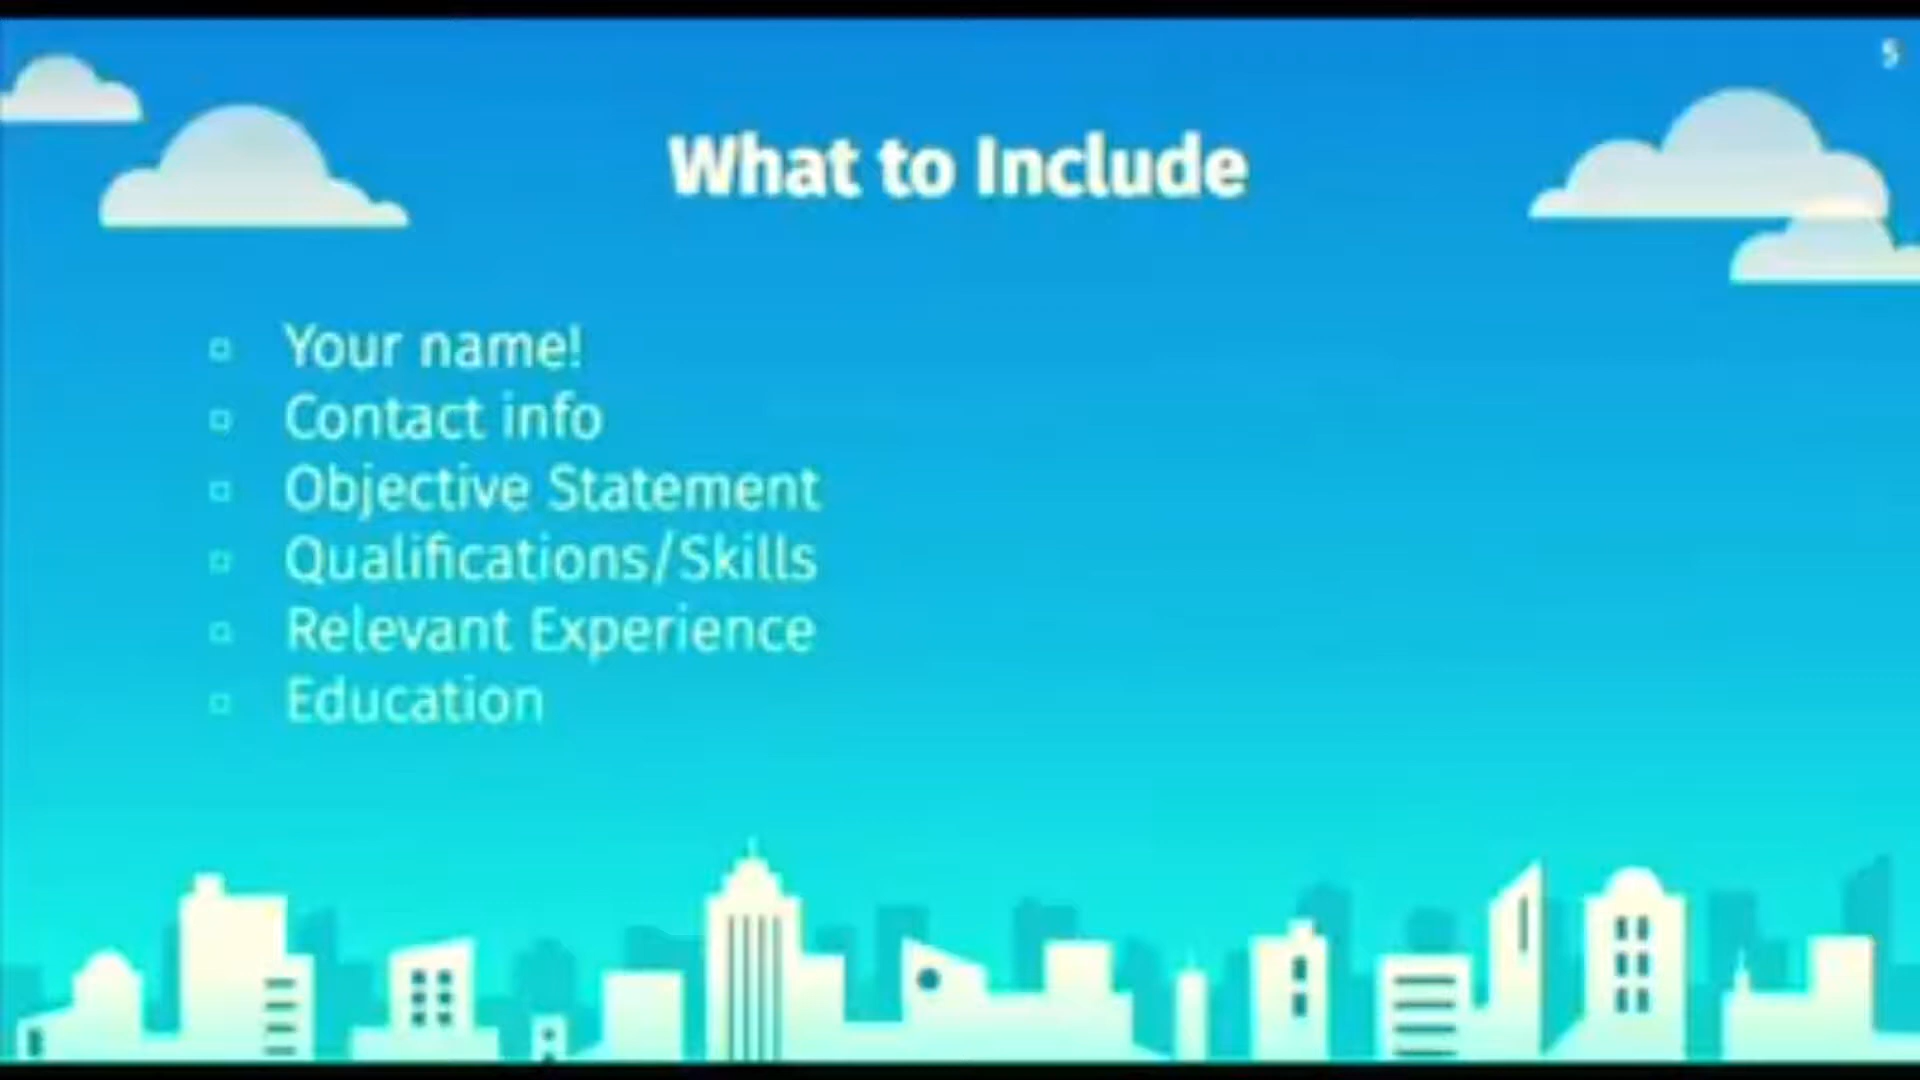 5
What to Include
Your name!
Contact info
Objective Statement
Qualifications/Skills
Relevant Experience
Education